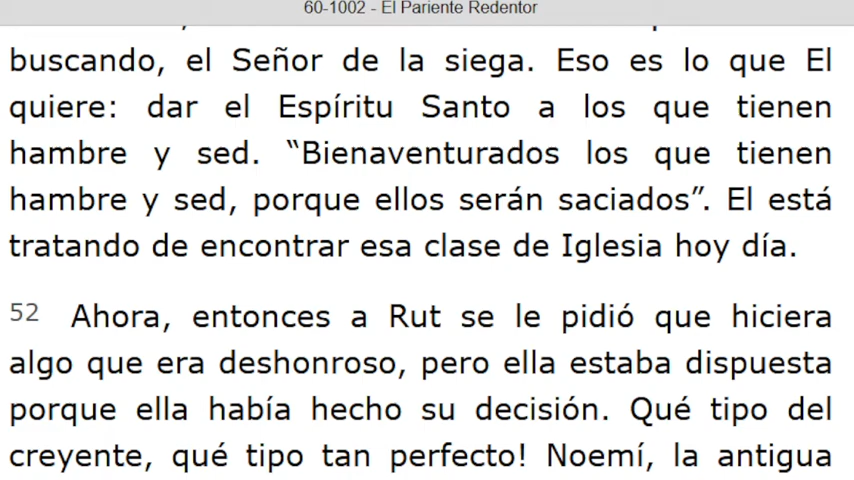 60-1002 - El Pariente Redentor
buscando, el Señor de la siega. Eso es lo que El
quiere: dar el Espíritu Santo a los que tienen
hambre y sed. “Bienaventurados los que tienen
hambre y sed, porque ellos serán saciados”. El está
tratando de encontrar esa clase de Iglesia hoy día.
52 Ahora, entonces a Rut se le pidió que hiciera
algo que era deshonroso, pero ella estaba dispuesta
porque ella había hecho su decisión. Qué tipo del
creyente, qué tipo tan perfecto! Noemí, la antigua